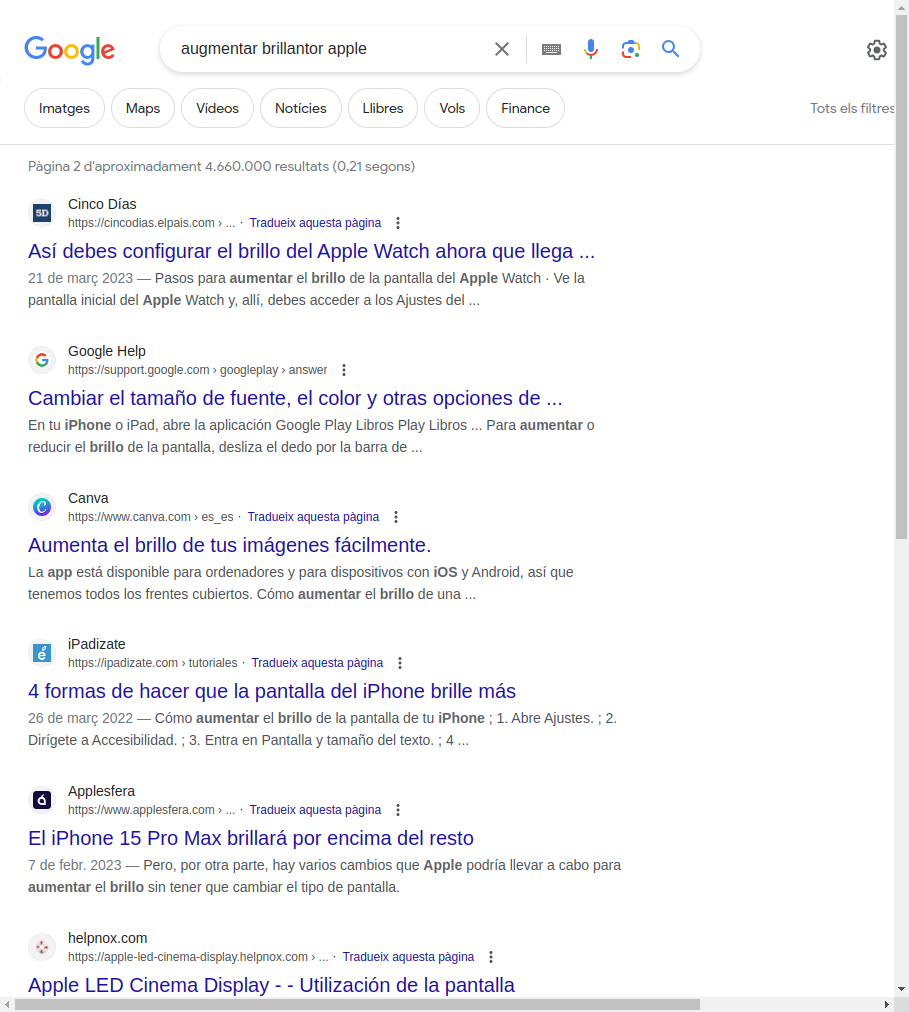 Google
augmentar brillantor apple
Imatges
Maps
Vídeos
Notícies
Llibres
Vols
Finance
Tots els filtres
Pàgina 2 d'aproximadament 4.660.000 resultats (0,21 segons)
5D
Cinco Días
https://cincodias.elpais.com › ... · Tradueix aquesta pàgina
Así debes configurar el brillo del Apple Watch ahora que llega ...
21 de març 2023 — Pasos para aumentar el brillo de la pantalla del Apple Watch · Ve la
pantalla inicial del Apple Watch y, allí, debes acceder a los Ajustes del ...
Google Help
https://support.google.com › googleplay › answer
Cambiar el tamaño de fuente, el color y otras opciones de ...
En tu iPhone o iPad, abre la aplicación Google Play Libros Play Libros ... Para aumentar o
reducir el brillo de la pantalla, desliza el dedo por la barra de ...
Canva
https://www.canva.com › es_es · Tradueix aquesta pàgina
Aumenta el brillo de tus imágenes fácilmente.
La app está disponible para ordenadores y para dispositivos con iOS y Android, así que
tenemos todos los frentes cubiertos. Cómo aumentar el brillo de una ...
iPadizate
https://ipadizate.com › tutoriales · Tradueix aquesta pàgina
4 formas de hacer que la pantalla del iPhone brille más
26 de març 2022 — Cómo aumentar el brillo de la pantalla de tu iPhone ; 1. Abre Ajustes. ; 2.
Dirígete a Accesibilidad. ; 3. Entra en Pantalla y tamaño del texto. ; 4 ...
Applesfera
https://www.applesfera.com › ... · Tradueix aquesta pàgina
El iPhone 15 Pro Max brillará por encima del resto
7 de febr. 2023 — Pero, por otra parte, hay varios cambios que Apple podría llevar a cabo para
aumentar el brillo sin tener que cambiar el tipo de pantalla.
helpnox.com
https://apple-led-cinema-display.helpnox.com › ... · Tradueix aquesta pàgina
Apple LED Cinema Display - - Utilización de la pantalla